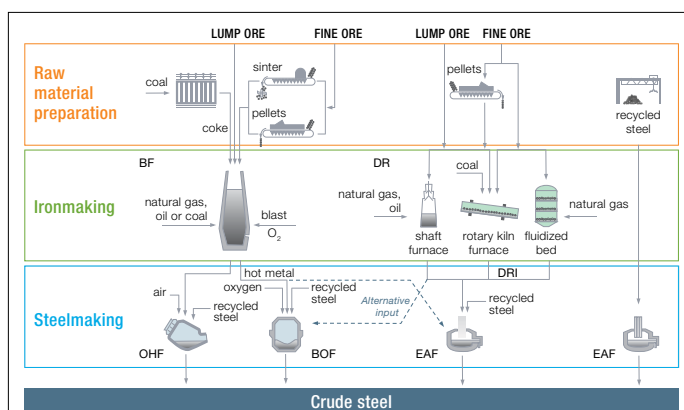 LUMP ORE
FINE ORE
LUMP ORE
FINE ORE
Raw
material
preparation
coal
sinter
pellets
coke
pellets
recycled
steel
BF
DR
Ironmaking
natural gas,
oil or coal
blast
O₂
natural gas,
oil
coal
natural gas
shaft
furnace
rotary kiln
furnace
fluidized
bed
Steelmaking
hot metal
DRI
air
recycled
steel
oxygen
recycled
steel
Alternative
input
recycled
steel
OHF
BOF
EAF
EAF
Crude steel